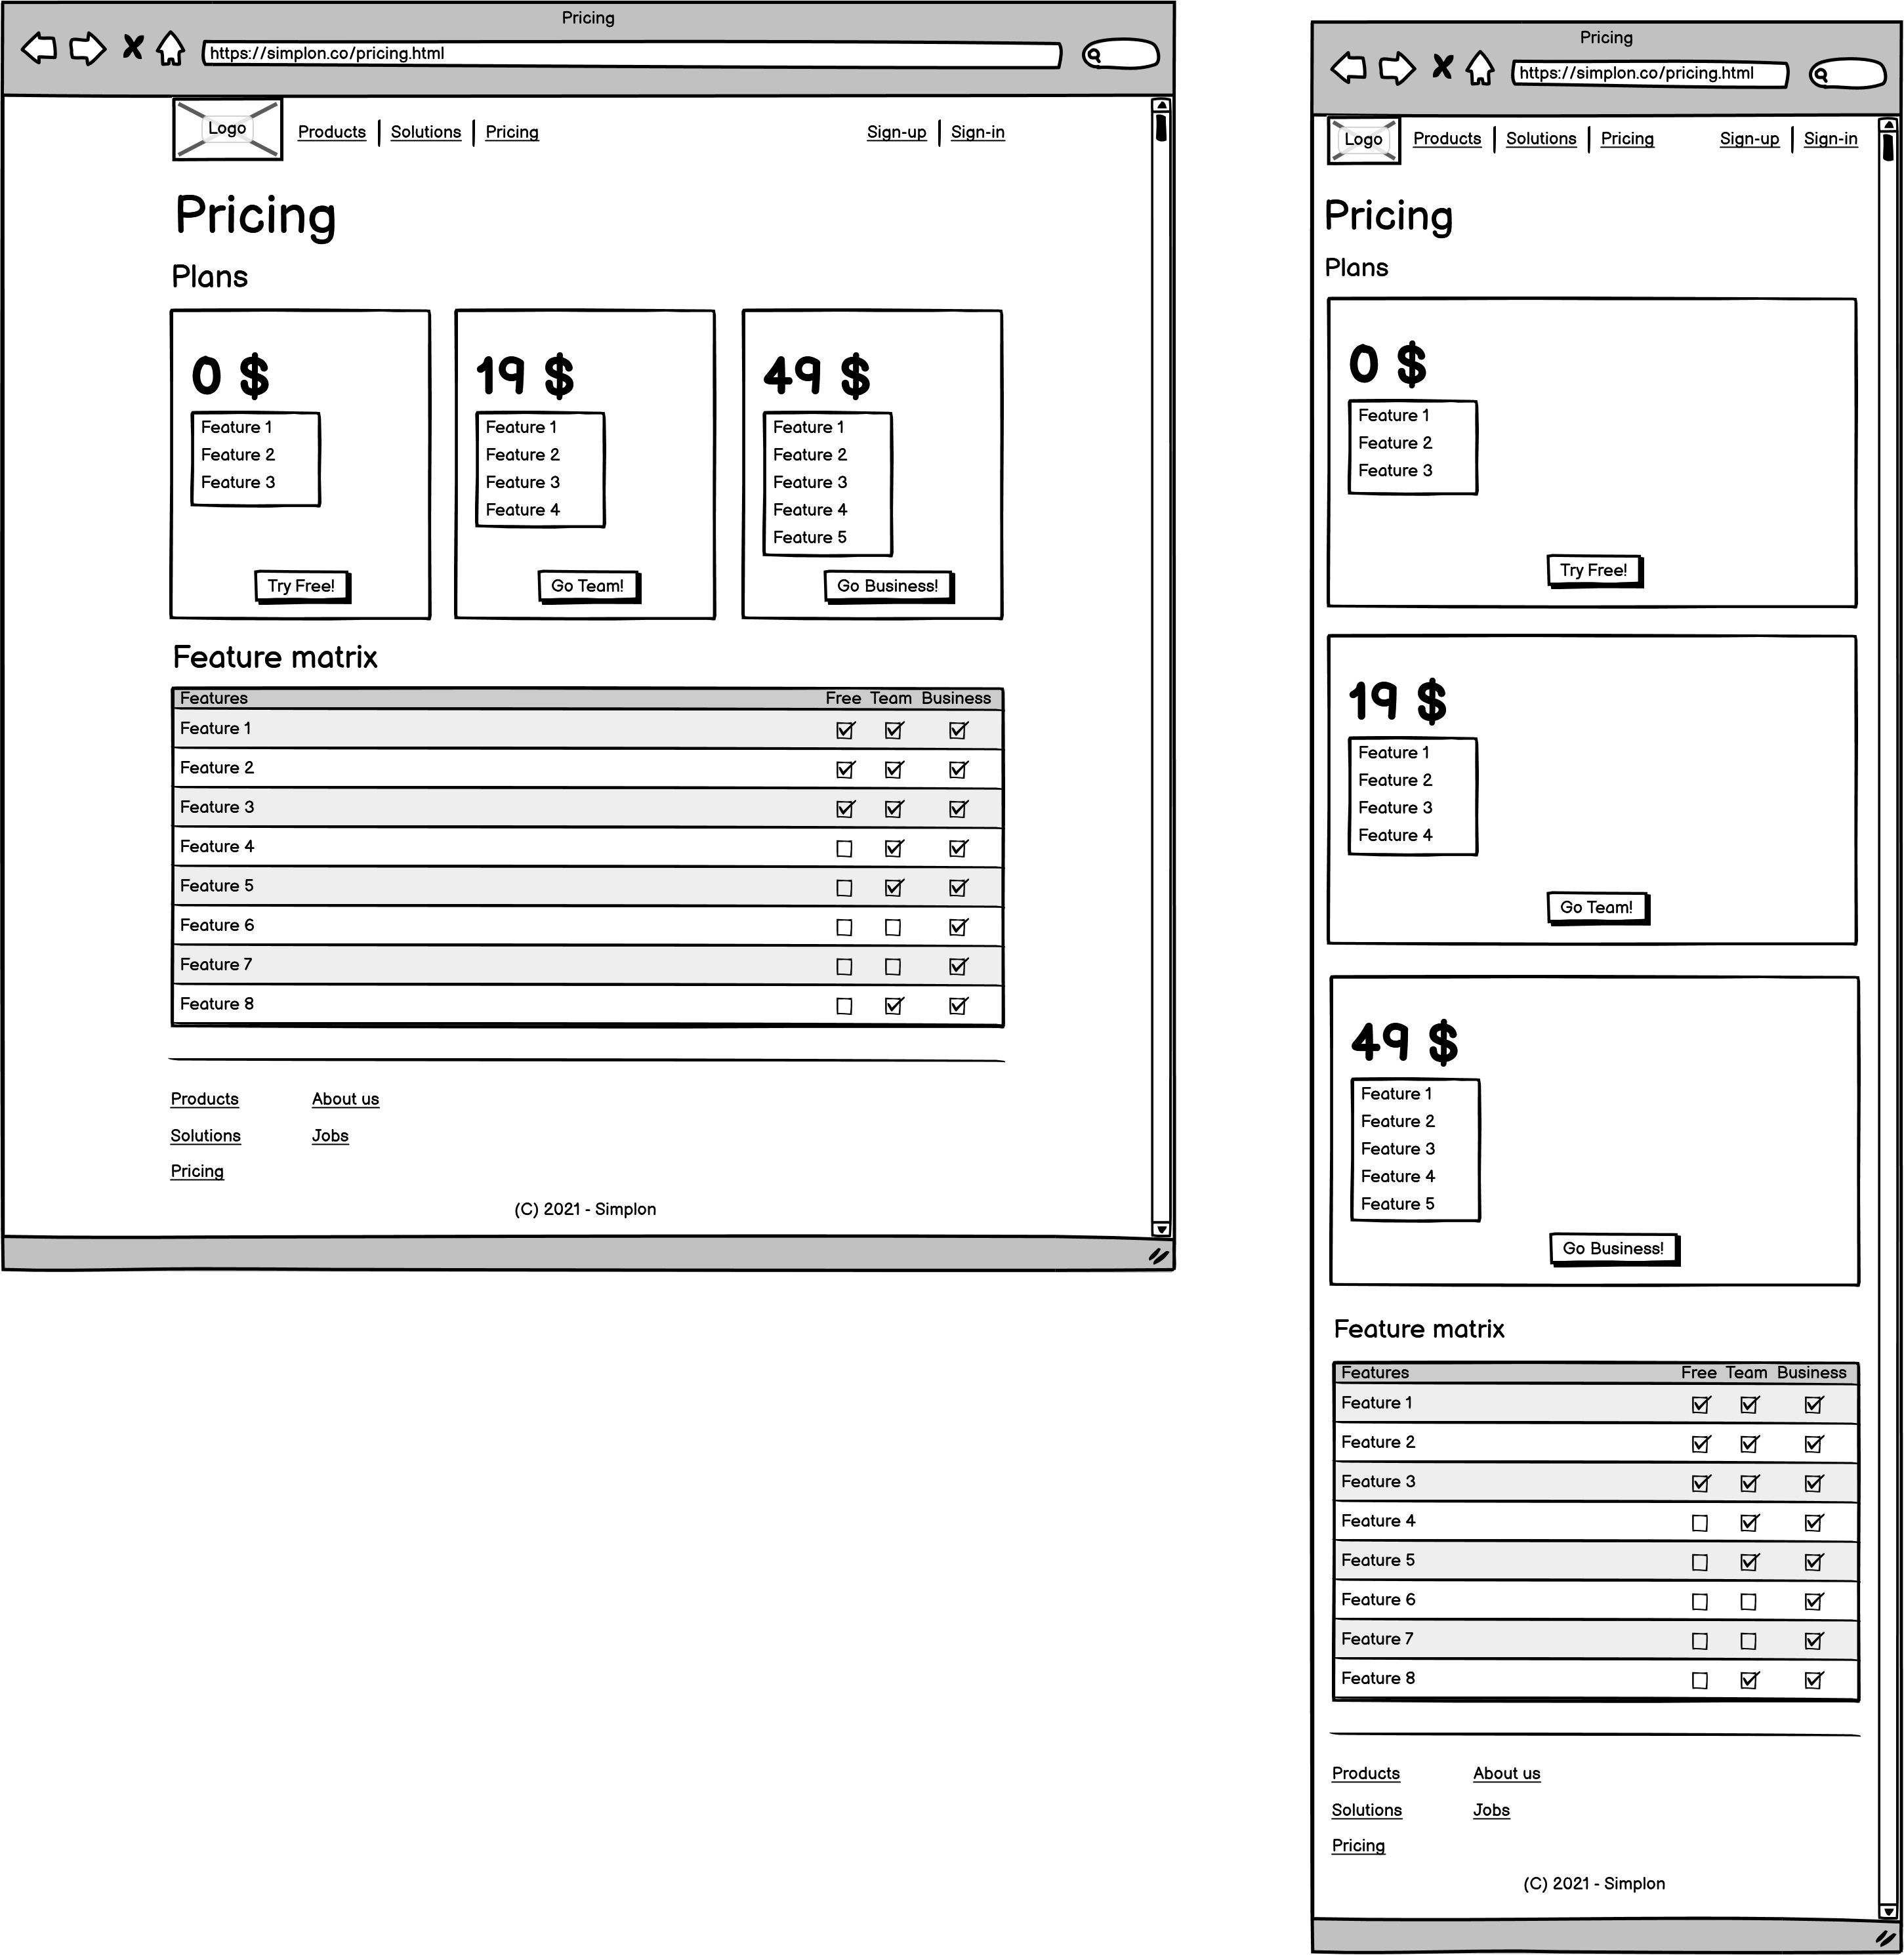 Pricing
https://simplon.co/pricing.html
Logo Products Solutions Pricing Sign-up Sign-in
Pricing
Plans
0 $
Feature 1
Feature 2
Feature 3
Try Free!
19 $
Feature 1
Feature 2
Feature 3
Feature 4
Go Team!
49 $
Feature 1
Feature 2
Feature 3
Feature 4
Feature 5
Go Business!
Feature matrix
Features Free Team Business
Feature 1
Feature 2
Feature 3
Feature 4
Feature 5
Feature 6
Feature 7
Feature 8
Products About us
Solutions Jobs
Pricing
(C) 2021 - Simplon
Pricing
https://simplon.co/pricing.html
Logo Products Solutions Pricing Sign-up Sign-in
Pricing
Plans
0 $
Feature 1
Feature 2
Feature 3
Try Free!
19 $
Feature 1
Feature 2
Feature 3
Feature 4
Go Team!
49 $
Feature 1
Feature 2
Feature 3
Feature 4
Feature 5
Go Business!
Feature matrix
Features Free Team Business
Feature 1
Feature 2
Feature 3
Feature 4
Feature 5
Feature 6
Feature 7
Feature 8
Products About us
Solutions Jobs
Pricing
(C) 2021 - Simplon